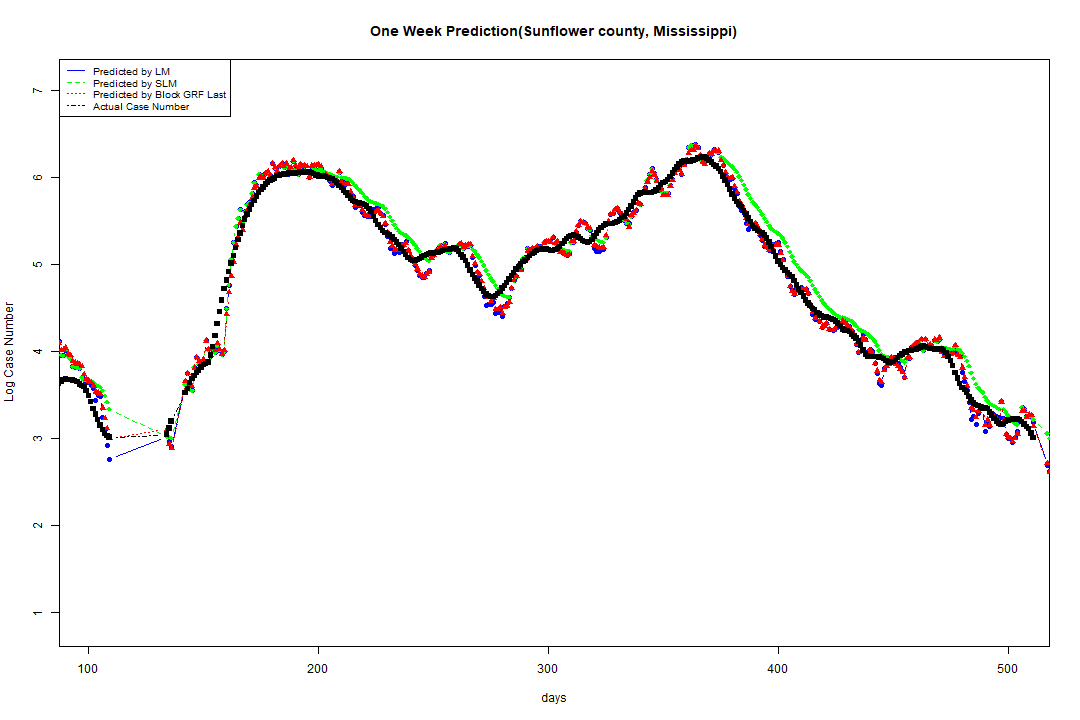 One Week Prediction(Sunflower county, Mississippi)
Predicted by LM
Predicted by SLM
Predicted by Block GRF Last
Actual Case Number
7
6
5
4
3
2
1
Log Case Number
100 200 300 400 500
days